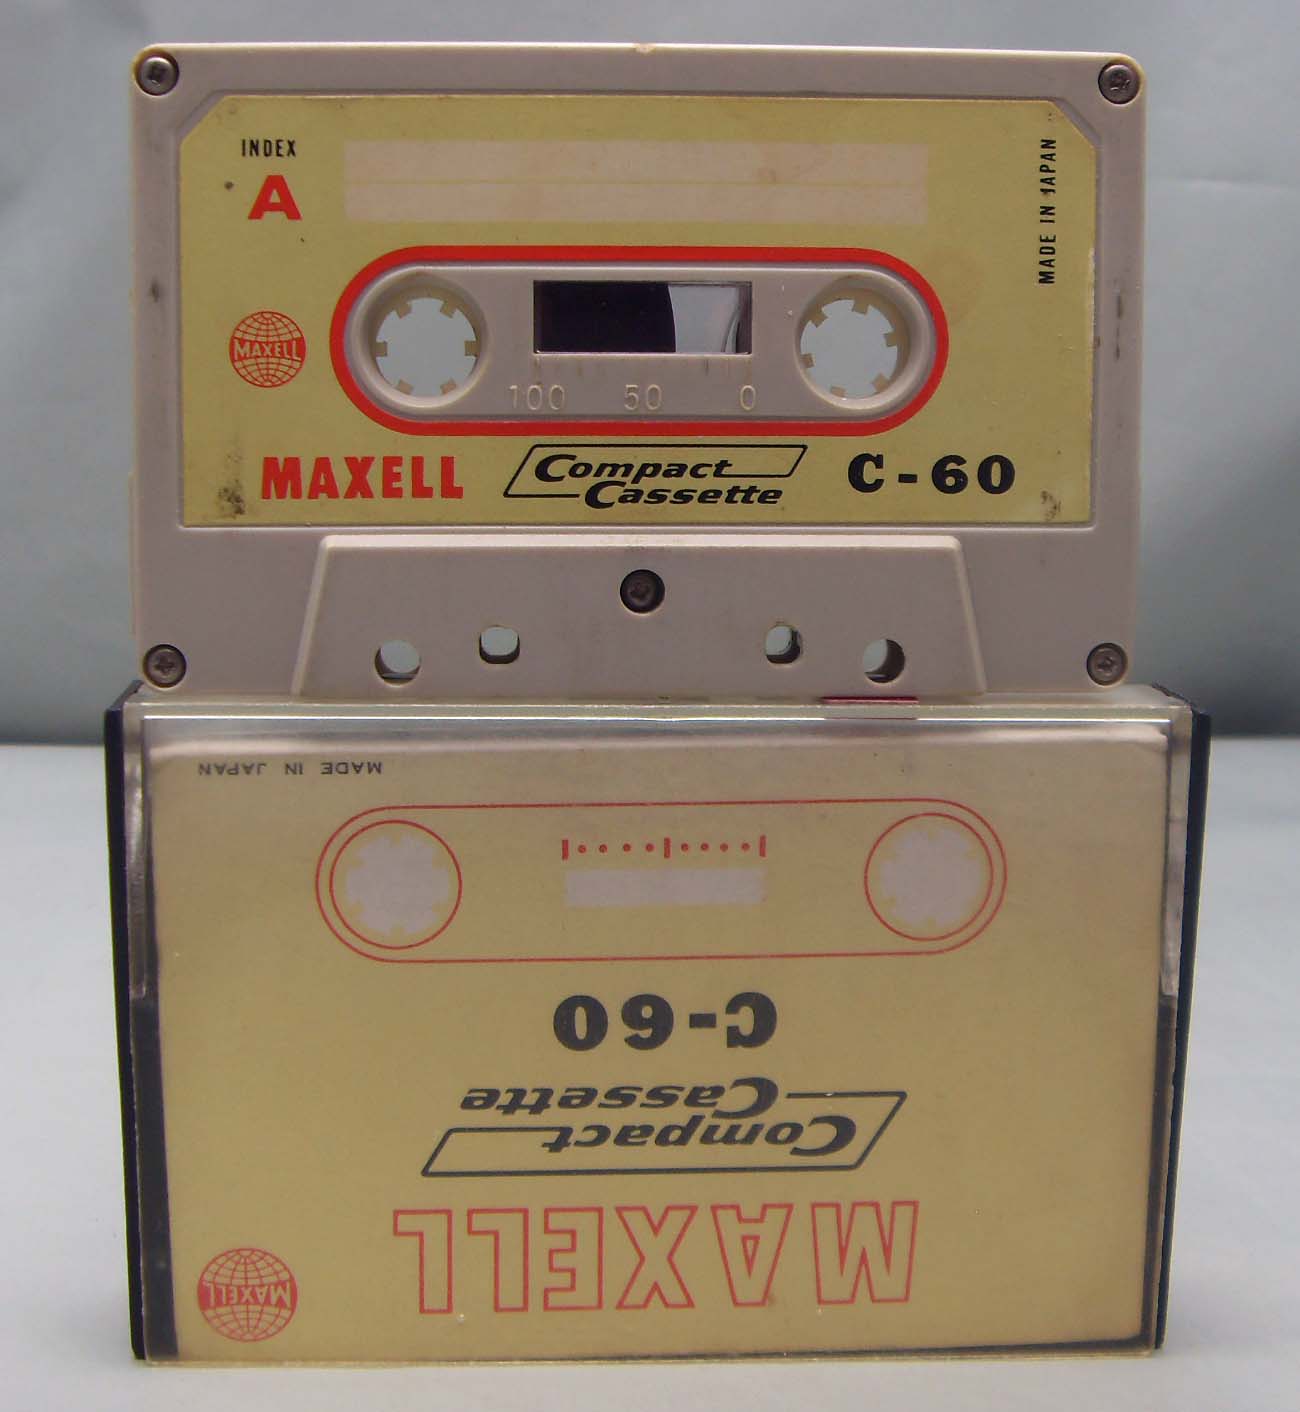 INDEX
A
MADE IN JAPAN
MAXELL
100 50 0
MAXELL
Compact
Cassette
C-60
MADE IN JAPAN
C-60
Compact
Cassette
MAXELL
MAXELL